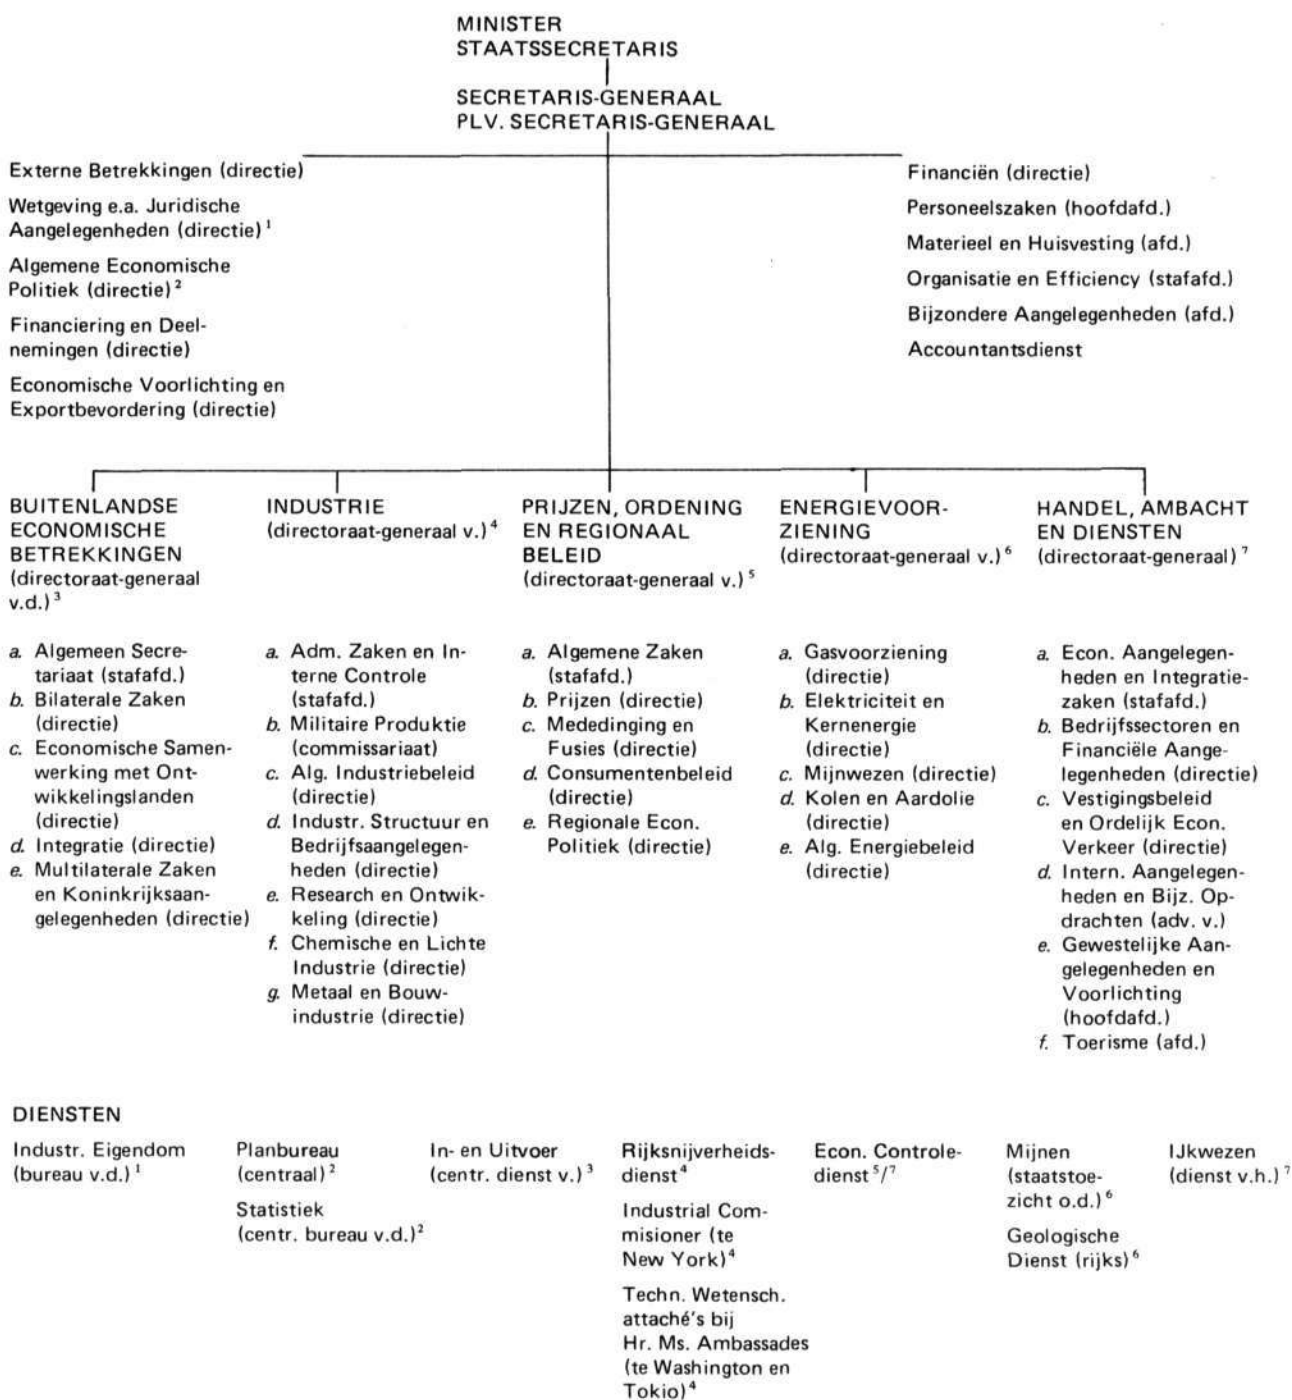 MINISTER
STAATSSECRETARIS
SECRETARIS-GENERAAL
PLV. SECRETARIS-GENERAAL
Externe Betrekkingen (directie)
Wetgeving e.a. Juridische
Aangelegenheden (directie) ¹
Algemene Economische
Politiek (directie) ²
Financiering en Deel-
nemingen (directie)
Economische Voorlichting en
Exportbevordering (directie)
Financiën (directie)
Personeelszaken (hoofdafd.)
Materieel en Huisvesting (afd.)
Organisatie en Efficiency (stafafd.)
Bijzondere Aangelegenheden (afd.)
Accountantsdienst
BUITENLANDSE
ECONOMISCHE
BETREKKINGEN
(directoraat-generaal
v.d.) ³
a. Algemeen Secre-
tariaat (stafafd.)
b. Bilaterale Zaken
(directie)
c. Economische Samen-
werking met Ont-
wikkelingslanden
(directie)
d. Integratie (directie)
e. Multilaterale Zaken
en Koninkrijksaan-
gelegenheden (directie)
INDUSTRIE
(directoraat-generaal v.) ⁴
a. Adm. Zaken en In-
terne Controle
(stafafd.)
b. Militaire Produktie
(commissariaat)
c. Alg. Industriebeleid
(directie)
d. Industr. Structuur en
Bedrijfsaangelegen-
heden (directie)
e. Research en Ontwik-
keling (directie)
f. Chemische en Lichte
Industrie (directie)
g. Metaal en Bouw-
industrie (directie)
PRIJZEN, ORDENING
EN REGIONAAL
BELEID
(directoraat-generaal v.) ⁵
a. Algemene Zaken
(stafafd.)
b. Prijzen (directie)
c. Mededinging en
Fusies (directie)
d. Consumentenbeleid
(directie)
e. Regionale Econ.
Politiek (directie)
ENERGIEVOOR-
ZIENING
(directoraat-generaal v.) ⁶
a. Gasvoorziening
(directie)
b. Elektriciteit en
Kernenergie
(directie)
c. Mijnwezen (directie)
d. Kolen en Aardolie
(directie)
e. Alg. Energiebeleid
(directie)
HANDEL, AMBACHT
EN DIENSTEN
(directoraat-generaal) ⁷
a. Econ. Aangelegen-
heden en Integratie-
zaken (stafafd.)
b. Bedrijfssectoren en
Financiële Aange-
legenheden (directie)
c. Vestigingsbeleid
en Ordelijk Econ.
Verkeer (directie)
d. Intern. Aangelegen-
heden en Bijz. Op-
drachten (adv. v.)
e. Gewestelijke Aan-
gelegenheden en
Voorlichting
(hoofdafd.)
f. Toerisme (afd.)
DIENSTEN
Industr. Eigendom
(bureau v.d.) ¹
Planbureau
(centraal) ²
Statistiek
(centr. bureau v.d.) ²
In- en Uitvoer
(centr. dienst v.) ³
Rijksnijverheids-
dienst ⁴
Industrial Com-
misioner (te
New York) ⁴
Techn. Wetensch.
attaché's bij
Hr. Ms. Ambassades
(te Washington en
Tokio) ⁴
Econ. Controle-
dienst ⁵/⁷
Mijnen
(staatstoe-
zicht o.d.) ⁶
Geologische
Dienst (rijks) ⁶
IJkwezen
(dienst v.h.) ⁷